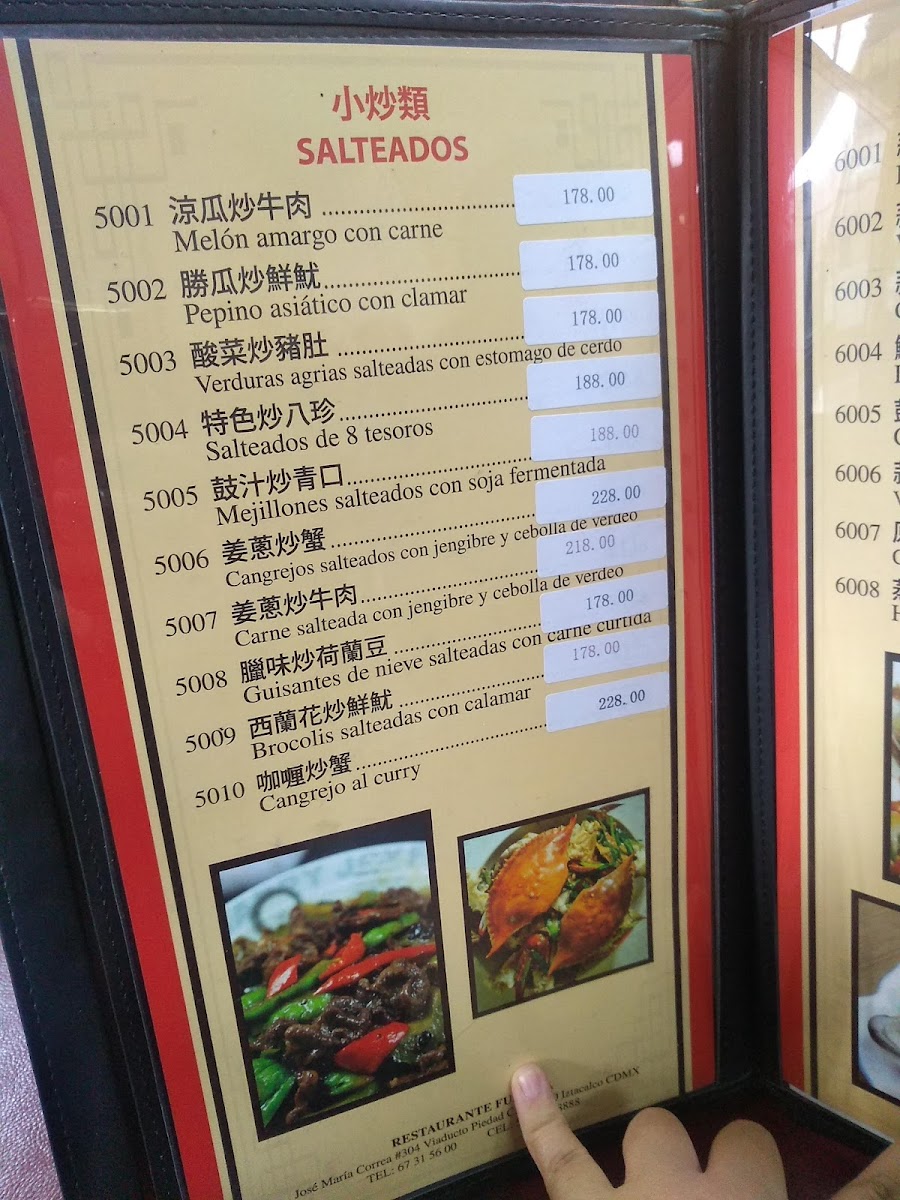 小炒類
SALTEADOS
5001 涼瓜炒牛肉 178.00
Melón amargo con carne
5002 勝瓜炒鮮魷 178.00
Pepino asiático con clamar
5003 酸菜炒豬肚 178.00
Verduras agrias salteadas con estomago de cerdo
5004 特色炒八珍 188.00
Salteados de 8 tesoros
5005 鼓汁炒青口 188.00
Mejillones salteados con soja fermentada
5006 姜蔥炒蟹 228.00
Cangrejos salteados con jengibre y cebolla de verdeo
5007 姜蔥炒牛肉 218.00
Carne salteada con jengibre y cebolla de verdeo
5008 臘味炒荷蘭豆 178.00
Guisantes de nieve salteadas con carne curtida
5009 西蘭花炒鮮魷 178.00
Brocolis salteadas con calamar
5010 咖喱炒蟹 228.00
Cangrejo al curry
RESTAURANTE
José María Correa #304 Viaducto Piedad Iztacalco CDMX
TEL: 67 31 56 00 CEL
6001
6002
6003
6004
6005
6006
6007
6008